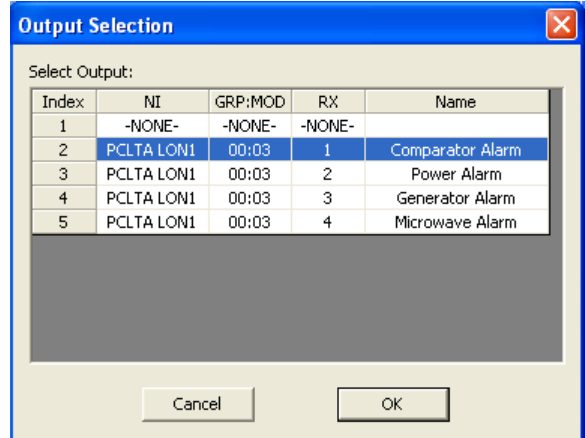 Output Selection
Select Output:
Index NI GRP:MOD RX Name
1 -NONE- -NONE- -NONE-
2 PCLTA LON1 00:03 1 Comparator Alarm
3 PCLTA LON1 00:03 2 Power Alarm
4 PCLTA LON1 00:03 3 Generator Alarm
5 PCLTA LON1 00:03 4 Microwave Alarm
Cancel OK